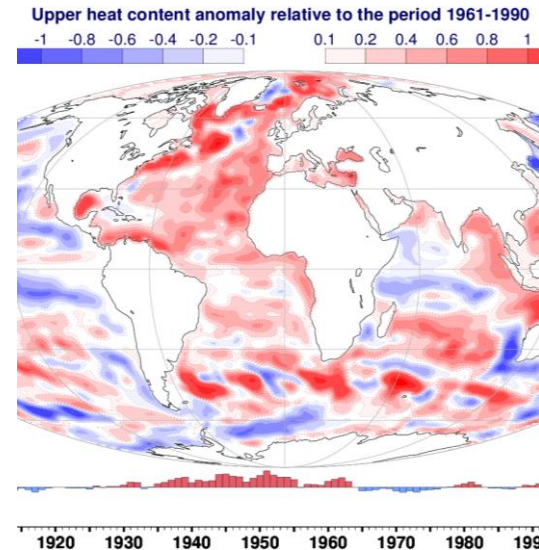 Upper heat content anomaly relative to the period 1961-1990
-1 -0.8 -0.6 -0.4 -0.2 -0.1 0.1 0.2 0.4 0.6 0.8 1
1920 1930 1940 1950 1960 1970 1980 199